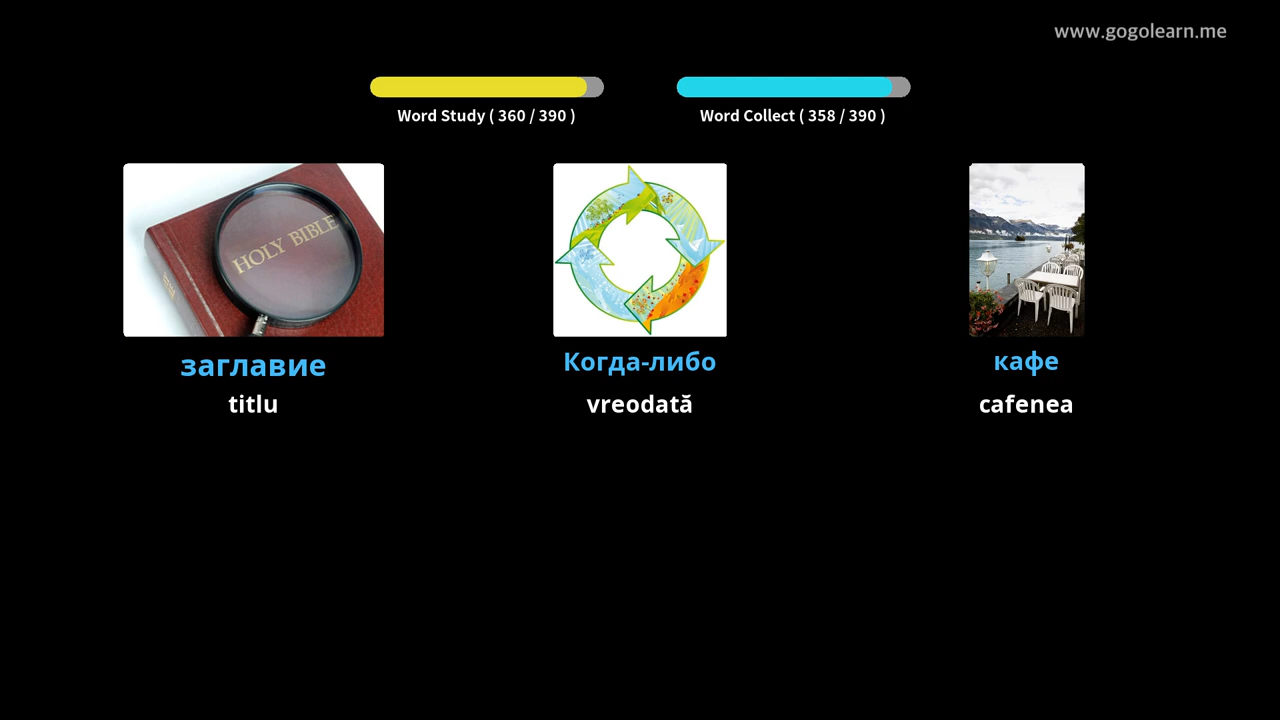 www.gogolearn.me
Word Study ( 360 / 390 )
Word Collect ( 358 / 390 )
HOLY BIBLE
заглавие
Когда-либо
кафе
titlu
vreodată
cafenea